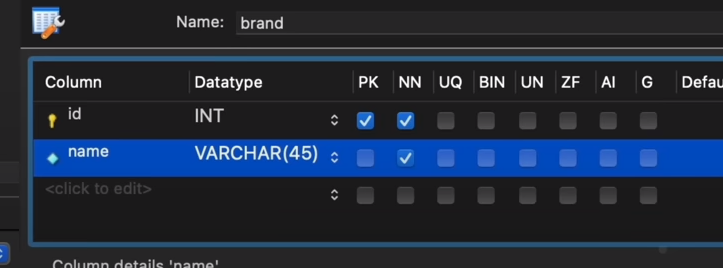 Name: brand
Column Datatype PK NN UQ BIN UN ZF AI G Defau
id INT
name VARCHAR(45)
<click to edit>
Column details 'name'